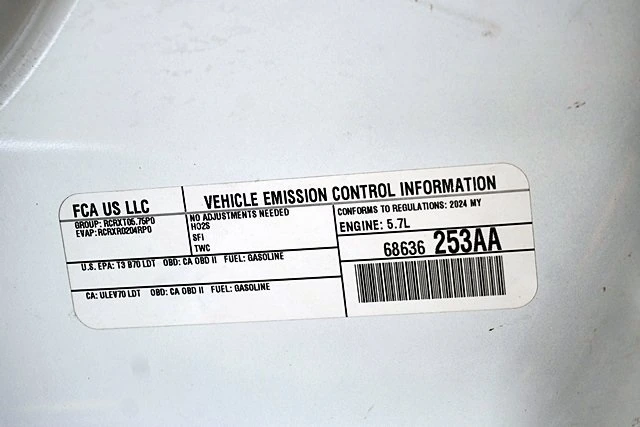 FCA US LLC
VEHICLE EMISSION CONTROL INFORMATION
GROUP: RCRXT05.75P0
EVAP: RCRXR0204RP0
NO ADJUSTMENTS NEEDED
HO2S
SFI
TWC
CONFORMS TO REGULATIONS: 2024 MY
ENGINE: 5.7L
68636 253AA
U.S. EPA: T3 B70 LDT OBD: CA OBD II FUEL: GASOLINE
CA: ULEV70 LDT OBD: CA OBD II FUEL: GASOLINE